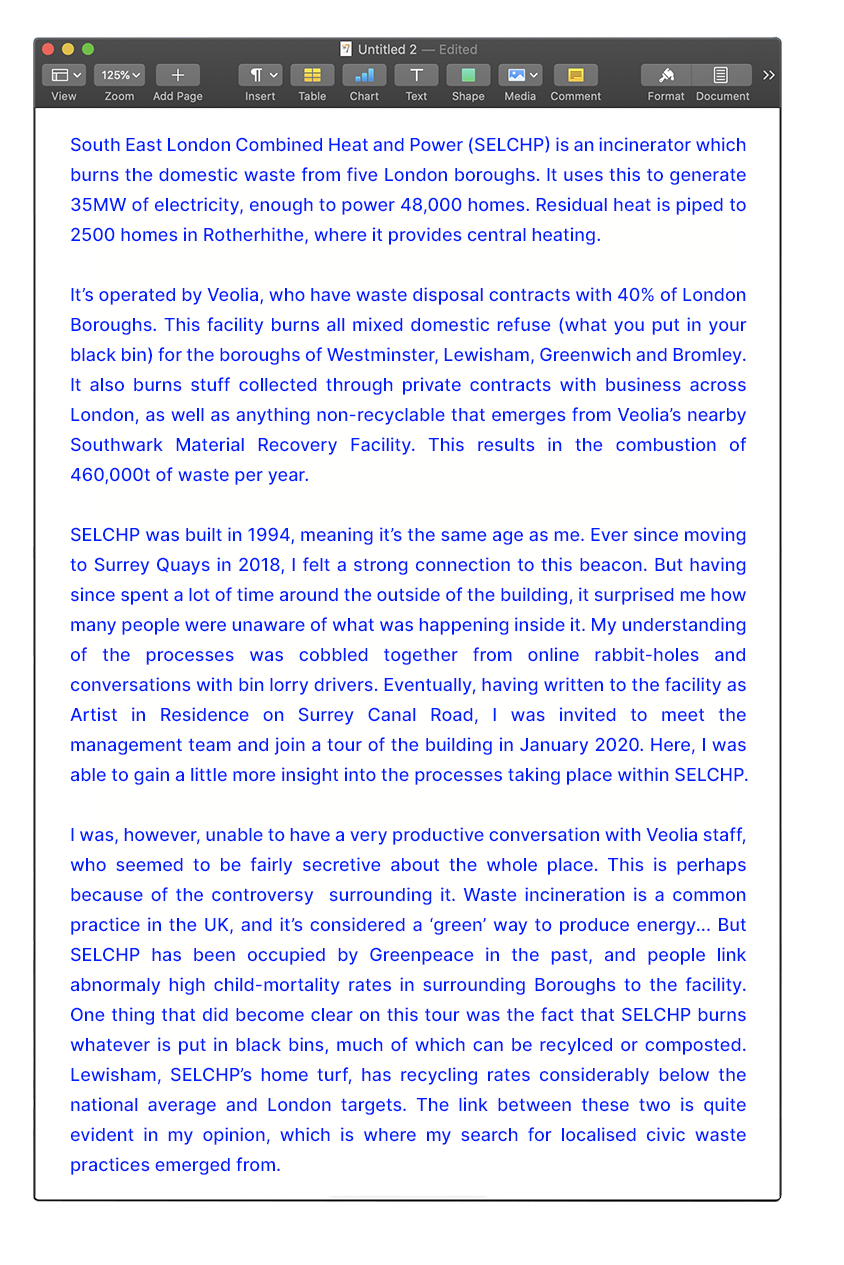 Untitled 2 — Edited
125%
View Zoom Add Page Insert Table Chart Text Shape Media Comment Format Document
South East London Combined Heat and Power (SELCHP) is an incinerator which
burns the domestic waste from five London boroughs. It uses this to generate
35MW of electricity, enough to power 48,000 homes. Residual heat is piped to
2500 homes in Rotherhithe, where it provides central heating.
It’s operated by Veolia, who have waste disposal contracts with 40% of London
Boroughs. This facility burns all mixed domestic refuse (what you put in your
black bin) for the boroughs of Westminster, Lewisham, Greenwich and Bromley.
It also burns stuff collected through private contracts with business across
London, as well as anything non-recyclable that emerges from Veolia’s nearby
Southwark Material Recovery Facility. This results in the combustion of
460,000t of waste per year.
SELCHP was built in 1994, meaning it’s the same age as me. Ever since moving
to Surrey Quays in 2018, I felt a strong connection to this beacon. But having
since spent a lot of time around the outside of the building, it surprised me how
many people were unaware of what was happening inside it. My understanding
of the processes was cobbled together from online rabbit-holes and
conversations with bin lorry drivers. Eventually, having written to the facility as
Artist in Residence on Surrey Canal Road, I was invited to meet the
management team and join a tour of the building in January 2020. Here, I was
able to gain a little more insight into the processes taking place within SELCHP.
I was, however, unable to have a very productive conversation with Veolia staff,
who seemed to be fairly secretive about the whole place. This is perhaps
because of the controversy  surrounding it. Waste incineration is a common
practice in the UK, and it’s considered a ‘green’ way to produce energy... But
SELCHP has been occupied by Greenpeace in the past, and people link
abnormaly high child-mortality rates in surrounding Boroughs to the facility.
One thing that did become clear on this tour was the fact that SELCHP burns
whatever is put in black bins, much of which can be recylced or composted.
Lewisham, SELCHP’s home turf, has recycling rates considerably below the
national average and London targets. The link between these two is quite
evident in my opinion, which is where my search for localised civic waste
practices emerged from.